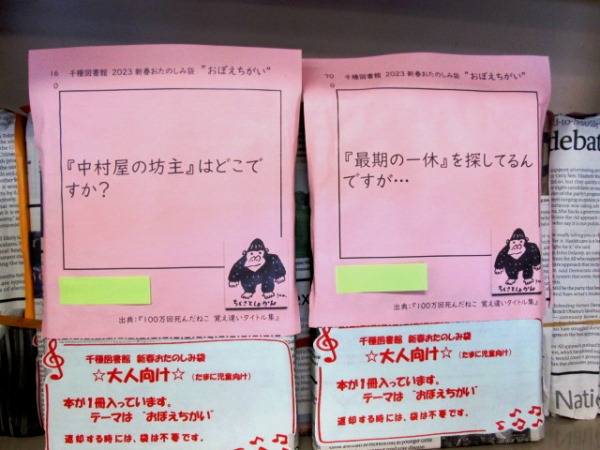 16
0
千種図書館 2023 新春おたのしみ袋 "おぼえちがい"
『中村屋の坊主』はどこで
すか?
ちくさとしょかん
出典:『100万回死んだねこ 覚え違いタイトル集』
千種図書館 新春おたのしみ袋
☆大人向け☆(たまに児童向け)
本が1冊入っています。
テーマは "おぼえちがい"
返却する時には、袋は不要です。
70
0
千種図書館 2023 新春おたのしみ袋 "おぼえちがい"
『最期の一休』を探してるん
ですが…
ちくさとしょかん
出典:『100万回死んだねこ 覚え違いタイトル集』
千種図書館 新春おたのしみ袋
☆大人向け☆(たまに児童向け)
本が1冊入っています。
テーマは "おぼえちがい"
返却する時には、袋は不要です。
debat
Natio